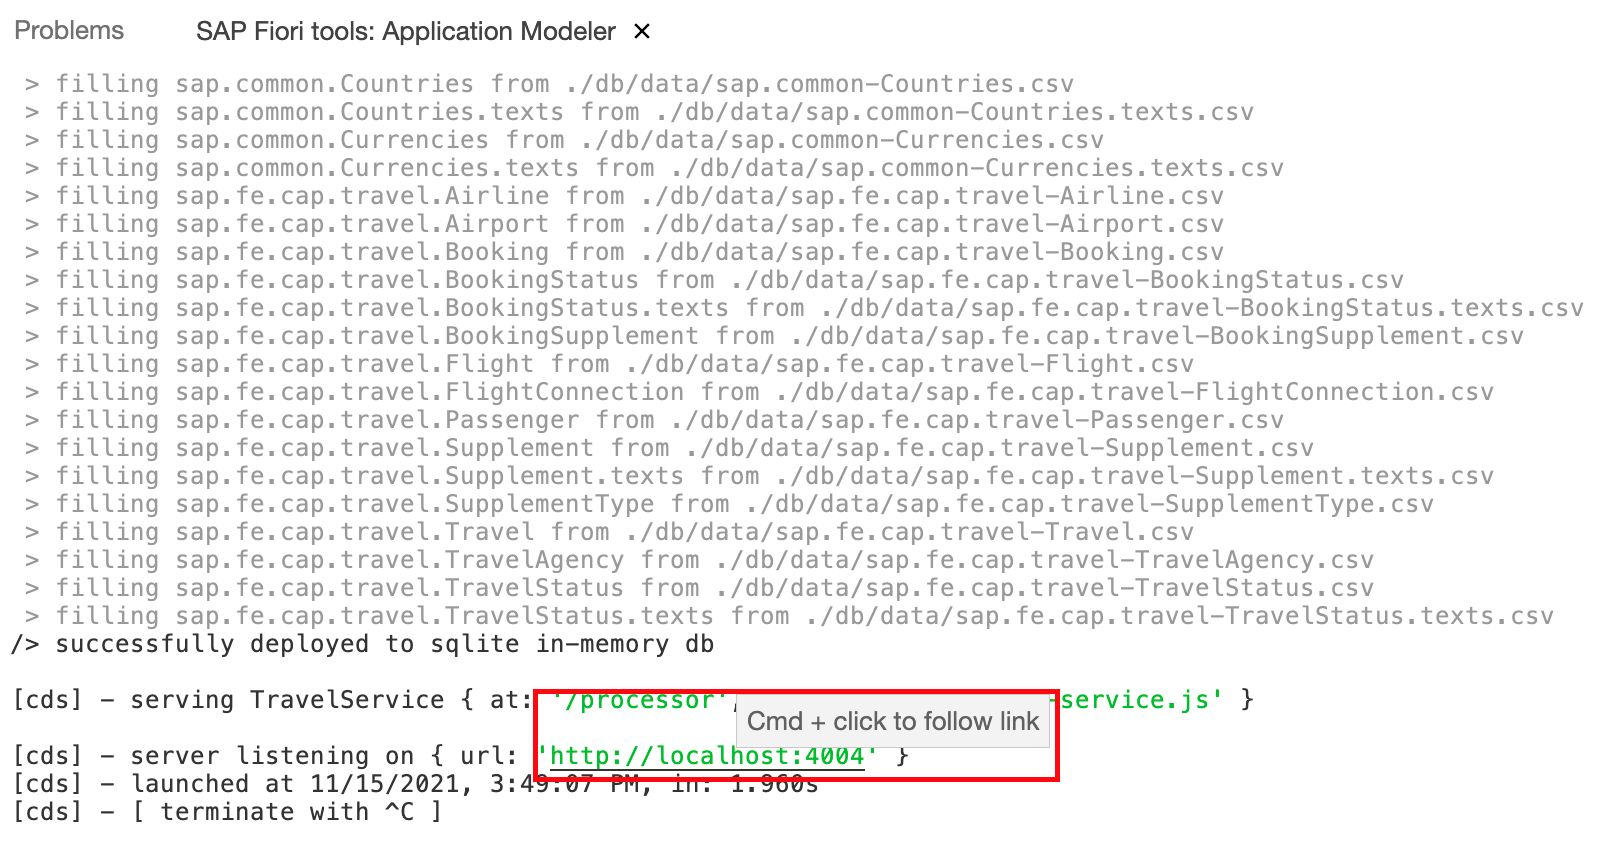 Problems SAP Fiori tools: Application Modeler ×
> filling sap.common.Countries from ./db/data/sap.common-Countries.csv
> filling sap.common.Countries.texts from ./db/data/sap.common-Countries.texts.csv
> filling sap.common.Currencies from ./db/data/sap.common-Currencies.csv
> filling sap.common.Currencies.texts from ./db/data/sap.common-Currencies.texts.csv
> filling sap.fe.cap.travel.Airline from ./db/data/sap.fe.cap.travel-Airline.csv
> filling sap.fe.cap.travel.Airport from ./db/data/sap.fe.cap.travel-Airport.csv
> filling sap.fe.cap.travel.Booking from ./db/data/sap.fe.cap.travel-Booking.csv
> filling sap.fe.cap.travel.BookingStatus from ./db/data/sap.fe.cap.travel-BookingStatus.csv
> filling sap.fe.cap.travel.BookingStatus.texts from ./db/data/sap.fe.cap.travel-BookingStatus.texts.csv
> filling sap.fe.cap.travel.BookingSupplement from ./db/data/sap.fe.cap.travel-BookingSupplement.csv
> filling sap.fe.cap.travel.Flight from ./db/data/sap.fe.cap.travel-Flight.csv
> filling sap.fe.cap.travel.FlightConnection from ./db/data/sap.fe.cap.travel-FlightConnection.csv
> filling sap.fe.cap.travel.Passenger from ./db/data/sap.fe.cap.travel-Passenger.csv
> filling sap.fe.cap.travel.Supplement from ./db/data/sap.fe.cap.travel-Supplement.csv
> filling sap.fe.cap.travel.Supplement.texts from ./db/data/sap.fe.cap.travel-Supplement.texts.csv
> filling sap.fe.cap.travel.SupplementType from ./db/data/sap.fe.cap.travel-SupplementType.csv
> filling sap.fe.cap.travel.Travel from ./db/data/sap.fe.cap.travel-Travel.csv
> filling sap.fe.cap.travel.TravelAgency from ./db/data/sap.fe.cap.travel-TravelAgency.csv
> filling sap.fe.cap.travel.TravelStatus from ./db/data/sap.fe.cap.travel-TravelStatus.csv
> filling sap.fe.cap.travel.TravelStatus.texts from ./db/data/sap.fe.cap.travel-TravelStatus.texts.csv
/> successfully deployed to sqlite in-memory db
[cds] - serving TravelService { at: '/processor', -service.js' }
Cmd + click to follow link
[cds] - server listening on { url: 'http://localhost:4004' }
[cds] - launched at 11/15/2021, 3:49:07 PM, in: 1.960s
[cds] - [ terminate with ^C ]